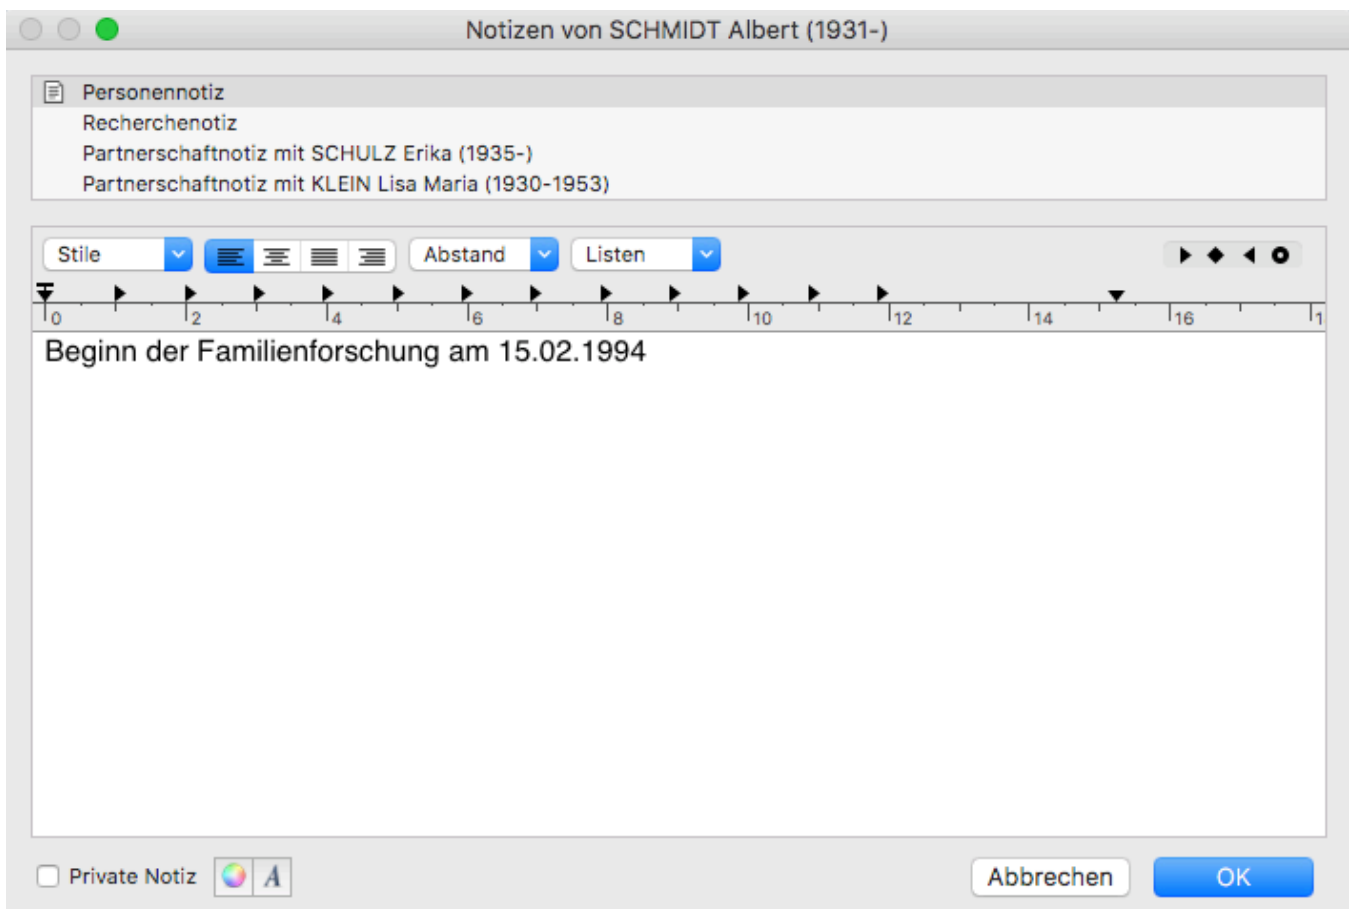 Notizen von SCHMIDT Albert (1931-)
Personennotiz
Recherchenotiz
Partnerschaftnotiz mit SCHULZ Erika (1935-)
Partnerschaftnotiz mit KLEIN Lisa Maria (1930-1953)
Stile Abstand Listen
0 2 4 6 8 10 12 14 16 1
Beginn der Familienforschung am 15.02.1994
Private Notiz A Abbrechen OK